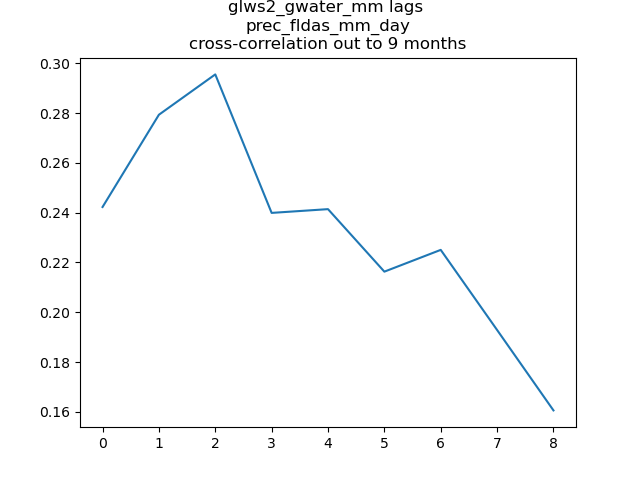 glws2_gwater_mm lags
prec_fldas_mm_day
cross-correlation out to 9 months
0.30
0.28
0.26
0.24
0.22
0.20
0.18
0.16
0 1 2 3 4 5 6 7 8